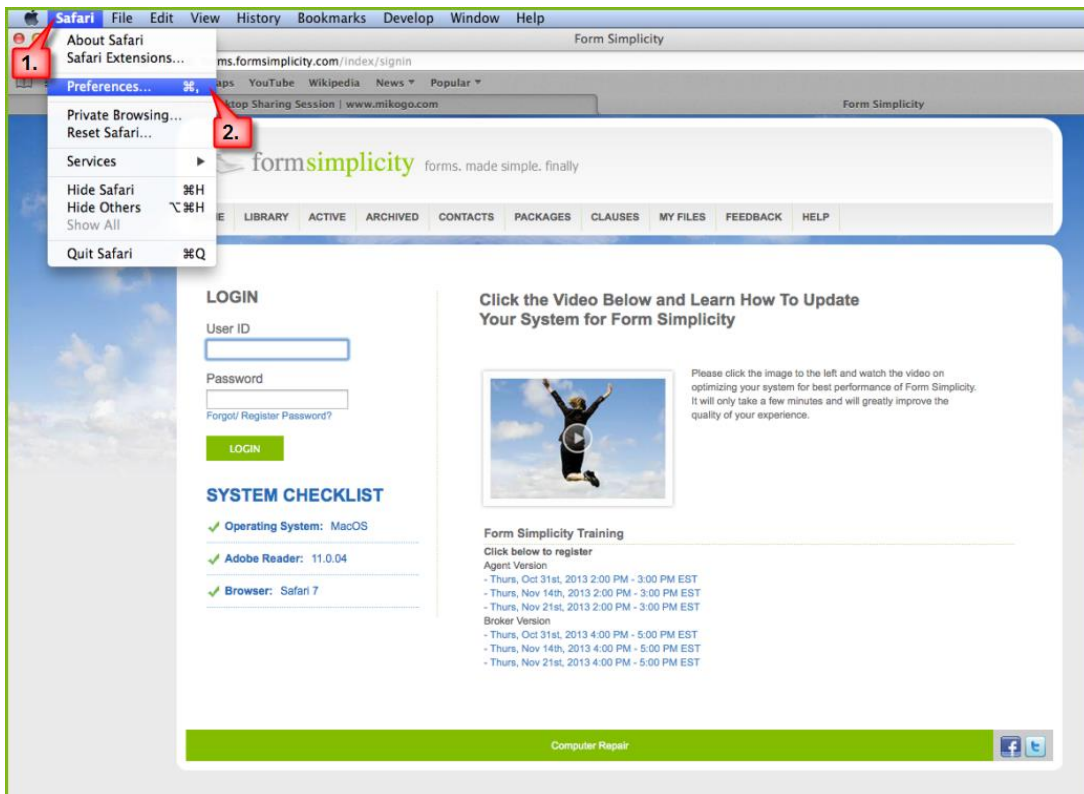 Safari File Edit View History Bookmarks Develop Window Help
1.
About Safari
Safari Extensions...
Preferences... ⌘,
2.
Private Browsing...
Reset Safari...
Services
Hide Safari ⌘H
Hide Others ⌥⌘H
Show All
Quit Safari ⌘Q
Form Simplicity
ms.formsimplicity.com/index/signin
aps YouTube Wikipedia News Popular
ktop Sharing Session | www.mikogo.com
Form Simplicity
formsimplicity forms. made simple. finally
E LIBRARY ACTIVE ARCHIVED CONTACTS PACKAGES CLAUSES MY FILES FEEDBACK HELP
LOGIN
User ID
Password
Forgot/ Register Password?
LOGIN
SYSTEM CHECKLIST
Operating System: MacOS
Adobe Reader: 11.0.04
Browser: Safari 7
Click the Video Below and Learn How To Update
Your System for Form Simplicity
Please click the image to the left and watch the video on
optimizing your system for best performance of Form Simplicity.
It will only take a few minutes and will greatly improve the
quality of your experience.
Form Simplicity Training
Click below to register
Agent Version
- Thurs, Oct 31st, 2013 2:00 PM - 3:00 PM EST
- Thurs, Nov 14th, 2013 2:00 PM - 3:00 PM EST
- Thurs, Nov 21st, 2013 2:00 PM - 3:00 PM EST
Broker Version
- Thurs, Oct 31st, 2013 4:00 PM - 5:00 PM EST
- Thurs, Nov 14th, 2013 4:00 PM - 5:00 PM EST
- Thurs, Nov 21st, 2013 4:00 PM - 5:00 PM EST
Computer Repair